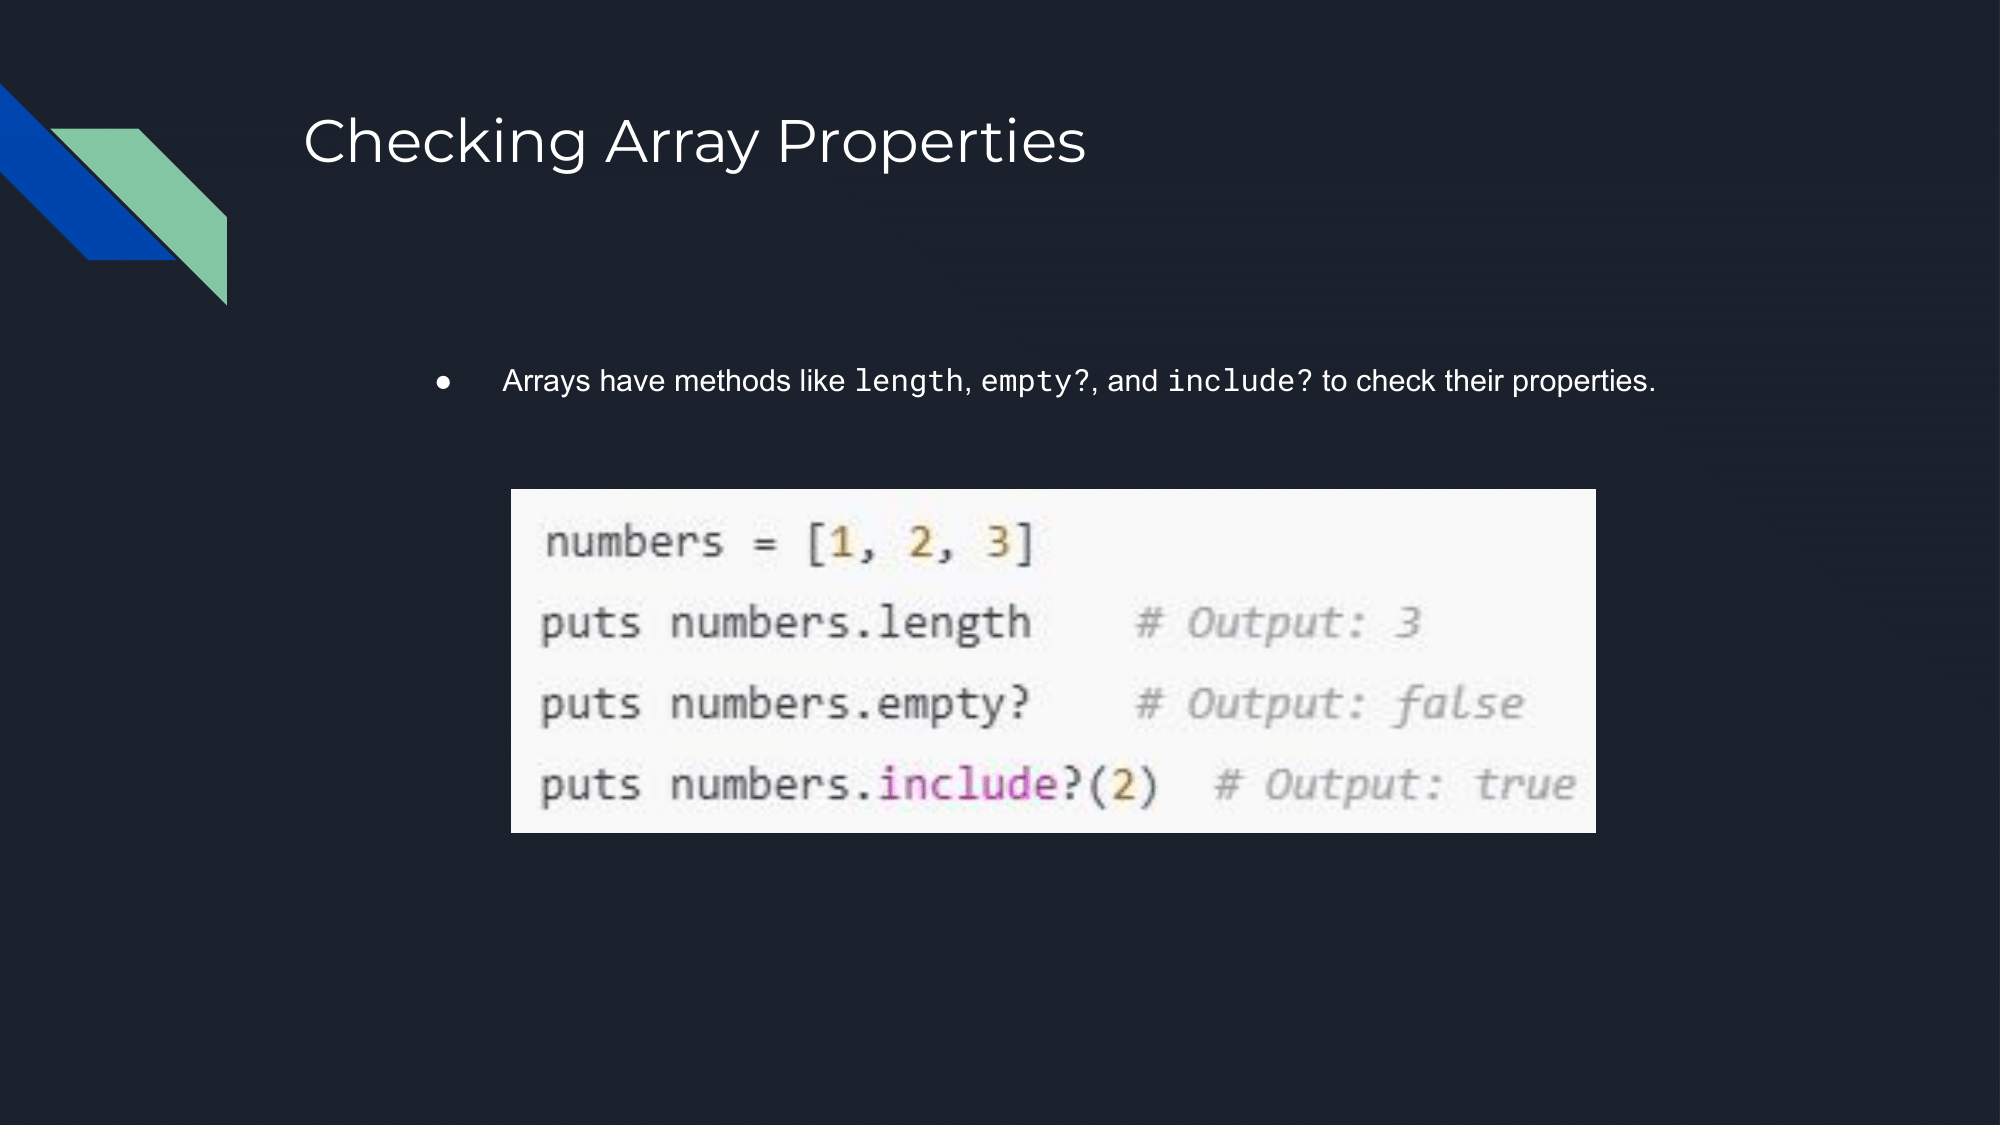 Checking Array Properties
● Arrays have methods like length, empty?, and include? to check their properties.
numbers = [1, 2, 3]
puts numbers.length    # Output: 3
puts numbers.empty?    # Output: false
puts numbers.include?(2)  # Output: true